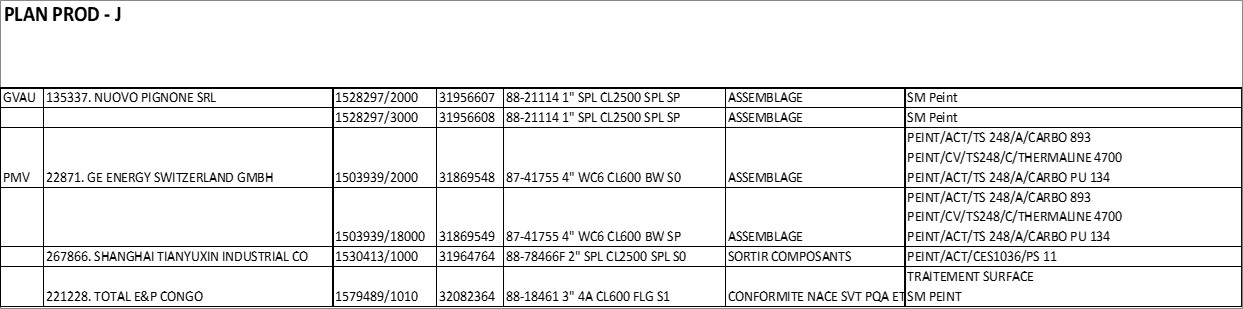 PLAN PROD - J
GVAU 135337. NUOVO PIGNONE SRL 1528297/2000 31956607 88-21114 1" SPL CL2500 SPL SP ASSEMBLAGE SM Peint
1528297/3000 31956608 88-21114 1" SPL CL2500 SPL SP ASSEMBLAGE SM Peint
PEINT/ACT/TS 248/A/CARBO 893
PEINT/CV/TS248/C/THERMALINE 4700
PMV 22871. GE ENERGY SWITZERLAND GMBH 1503939/2000 31869548 87-41755 4" WC6 CL600 BW S0 ASSEMBLAGE PEINT/ACT/TS 248/A/CARBO PU 134
PEINT/ACT/TS 248/A/CARBO 893
PEINT/CV/TS248/C/THERMALINE 4700
1503939/18000 31869549 87-41755 4" WC6 CL600 BW SP ASSEMBLAGE PEINT/ACT/TS 248/A/CARBO PU 134
267866. SHANGHAI TIANYUXIN INDUSTRIAL CO 1530413/1000 31964764 88-78466F 2" SPL CL2500 SPL S0 SORTIR COMPOSANTS PEINT/ACT/CES1036/PS 11
TRAITEMENT SURFACE
221228. TOTAL E&P CONGO 1579489/1010 32082364 88-18461 3" 4A CL600 FLG S1 CONFORMITE NACE SVT PQA ET SM PEINT